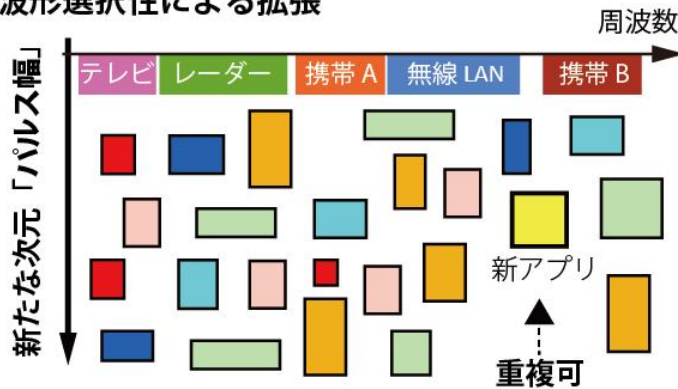 波形選択性による拡張
周波数
テレビ レーダー 携帯 A 無線 LAN 携帯 B
新たな次元「パルス幅」
新アプリ
重複可